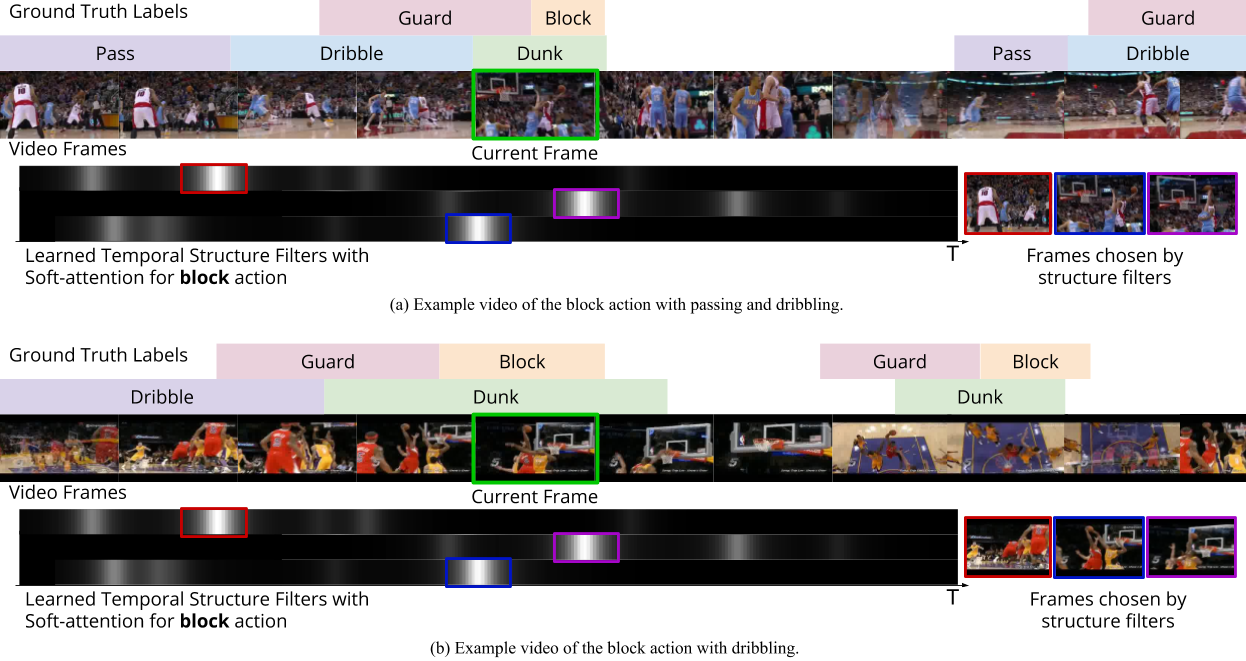 Ground Truth Labels
Guard
Block
Guard
Pass
Dribble
Dunk
Pass
Dribble
Video Frames
Current Frame
T
Learned Temporal Structure Filters with
Soft-attention for block action
Frames chosen by
structure filters
(a) Example video of the block action with passing and dribbling.
Ground Truth Labels
Guard
Block
Guard
Block
Dribble
Dunk
Dunk
Video Frames
Current Frame
T
Learned Temporal Structure Filters with
Soft-attention for block action
Frames chosen by
structure filters
(b) Example video of the block action with dribbling.